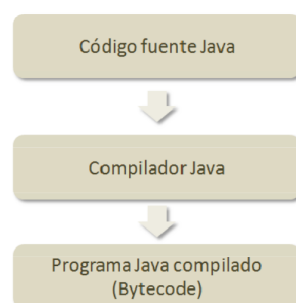 Código fuente Java
Compilador Java
Programa Java compilado
(Bytecode)